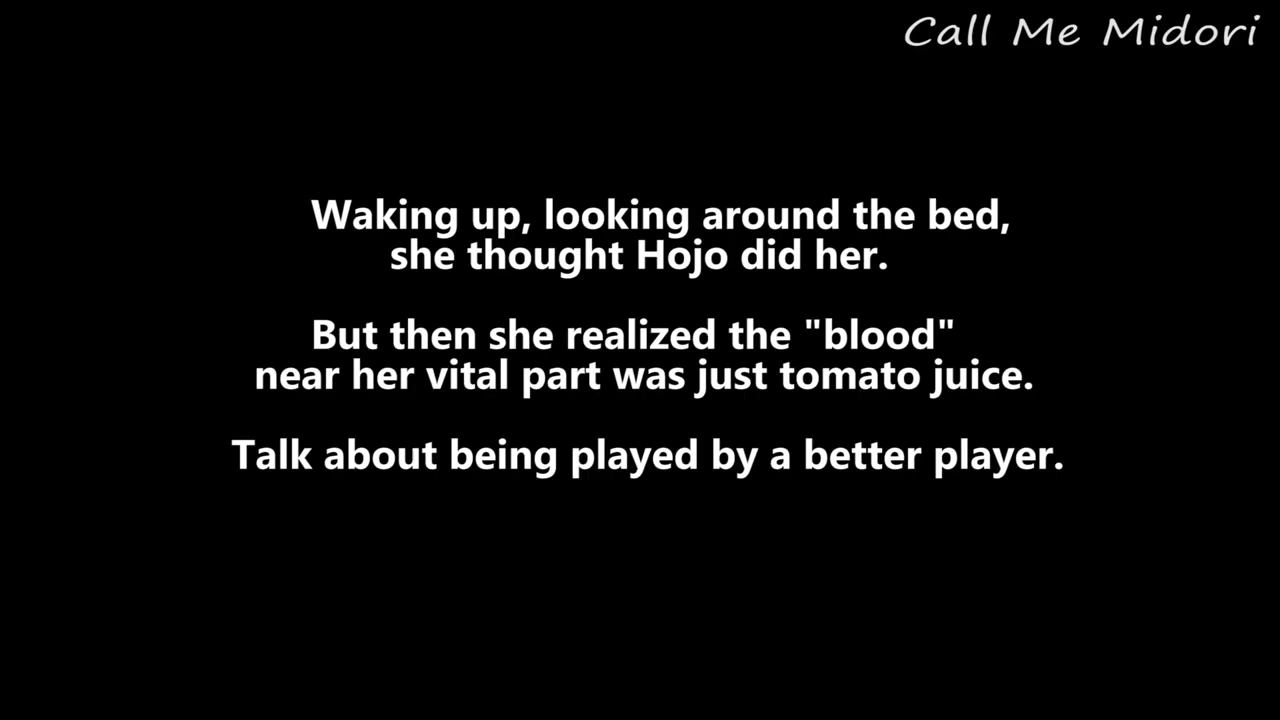 Call Me Midori
Waking up, looking around the bed,
she thought Hojo did her.
But then she realized the "blood"
near her vital part was just tomato juice.
Talk about being played by a better player.